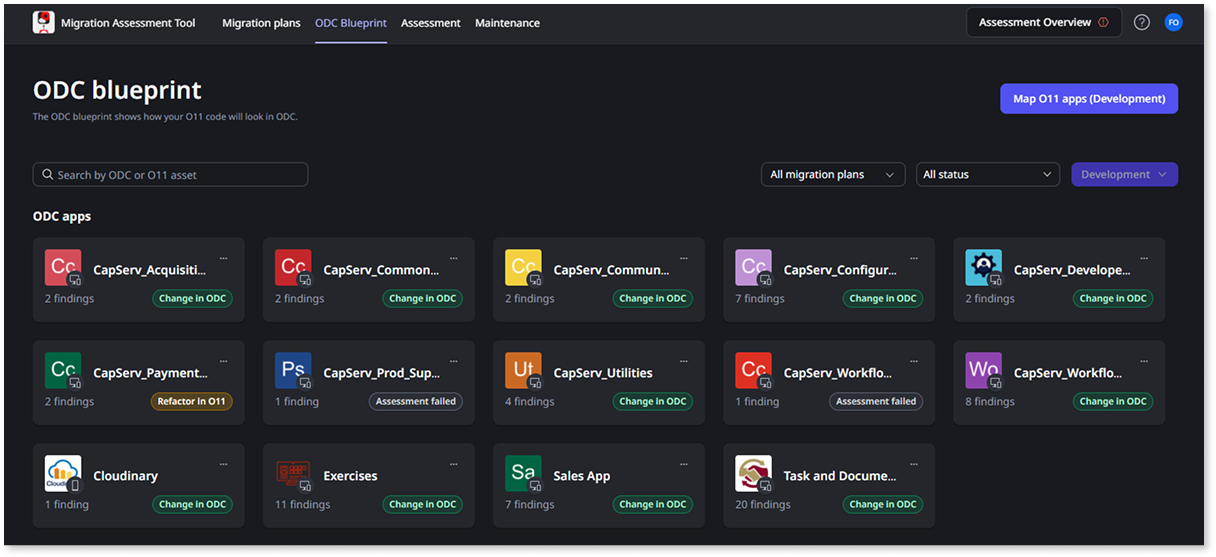 Migration Assessment Tool
Migration plans
ODC Blueprint
Assessment
Maintenance
Assessment Overview
FO
ODC blueprint
Map O11 apps (Development)
The ODC blueprint shows how your O11 code will look in ODC.
Search by ODC or O11 asset
All migration plans
All status
Development
ODC apps
Cc
CapServ_Acquisiti...
2 findings
Change in ODC
Cc
CapServ_Common...
2 findings
Change in ODC
Cc
CapServ_Commun...
2 findings
Change in ODC
Cc
CapServ_Configur...
7 findings
Change in ODC
CapServ_Develope...
2 findings
Change in ODC
Cc
CapServ_Payment...
2 findings
Refactor in O11
Ps
CapServ_Prod_Sup...
1 finding
Assessment failed
Ut
CapServ_Utilities
4 findings
Change in ODC
Cc
CapServ_Workflo...
1 finding
Assessment failed
Wo
CapServ_Workflo...
8 findings
Change in ODC
Cloudinary
1 finding
Change in ODC
Exercises
11 findings
Change in ODC
Sa
Sales App
7 findings
Change in ODC
Task and Docume...
20 findings
Change in ODC